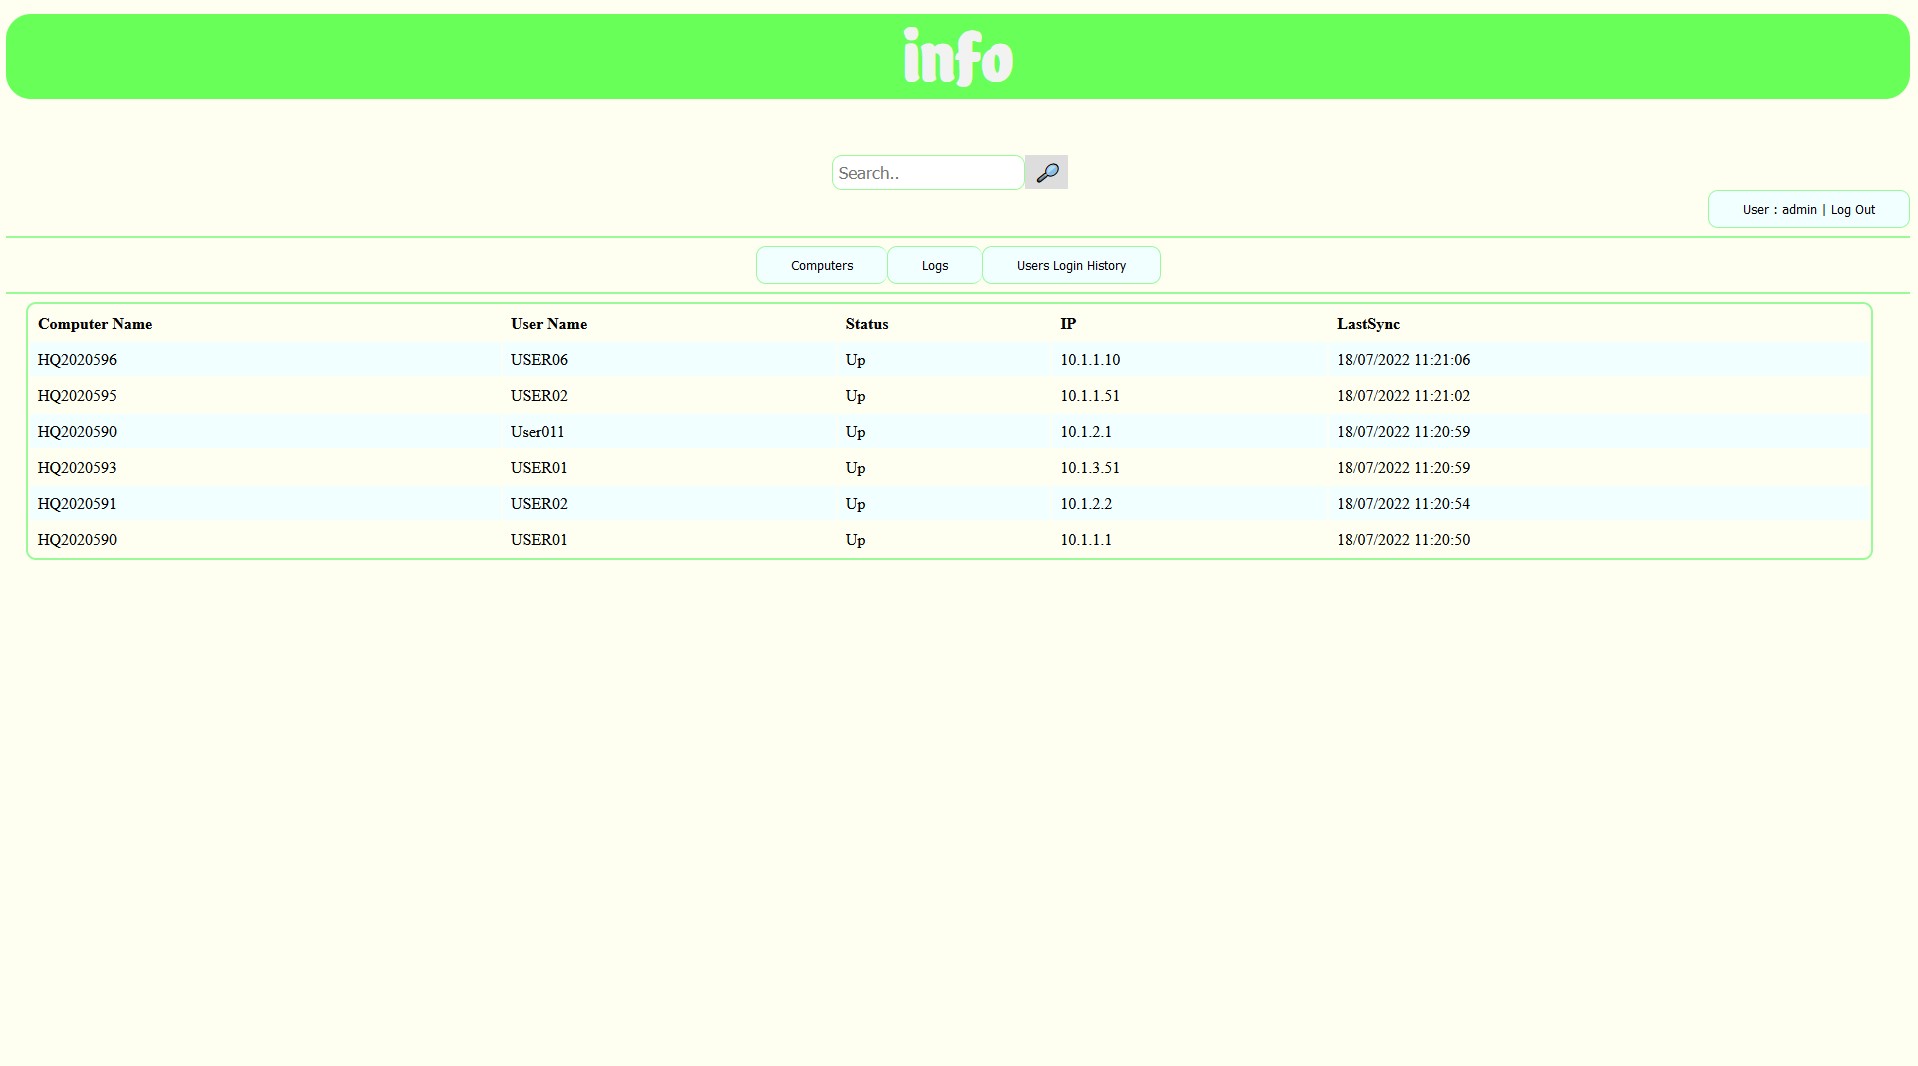 info
Search..
User : admin | Log Out
Computers Logs Users Login History
Computer Name User Name Status IP LastSync
HQ2020596 USER06 Up 10.1.1.10 18/07/2022 11:21:06
HQ2020595 USER02 Up 10.1.1.51 18/07/2022 11:21:02
HQ2020590 User011 Up 10.1.2.1 18/07/2022 11:20:59
HQ2020593 USER01 Up 10.1.3.51 18/07/2022 11:20:59
HQ2020591 USER02 Up 10.1.2.2 18/07/2022 11:20:54
HQ2020590 USER01 Up 10.1.1.1 18/07/2022 11:20:50